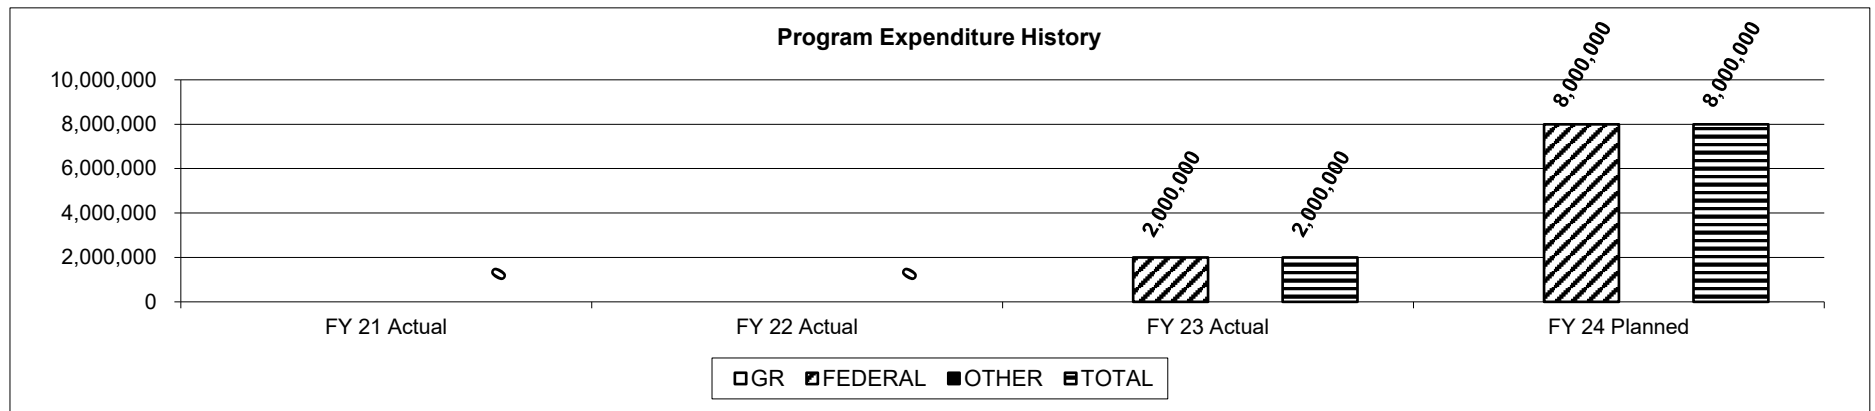 Program Expenditure History
10,000,000
8,000,000
6,000,000
4,000,000
2,000,000
0
0
0
2,000,000
2,000,000
8,000,000
8,000,000
FY 21 Actual
FY 22 Actual
FY 23 Actual
FY 24 Planned
GR FEDERAL OTHER TOTAL